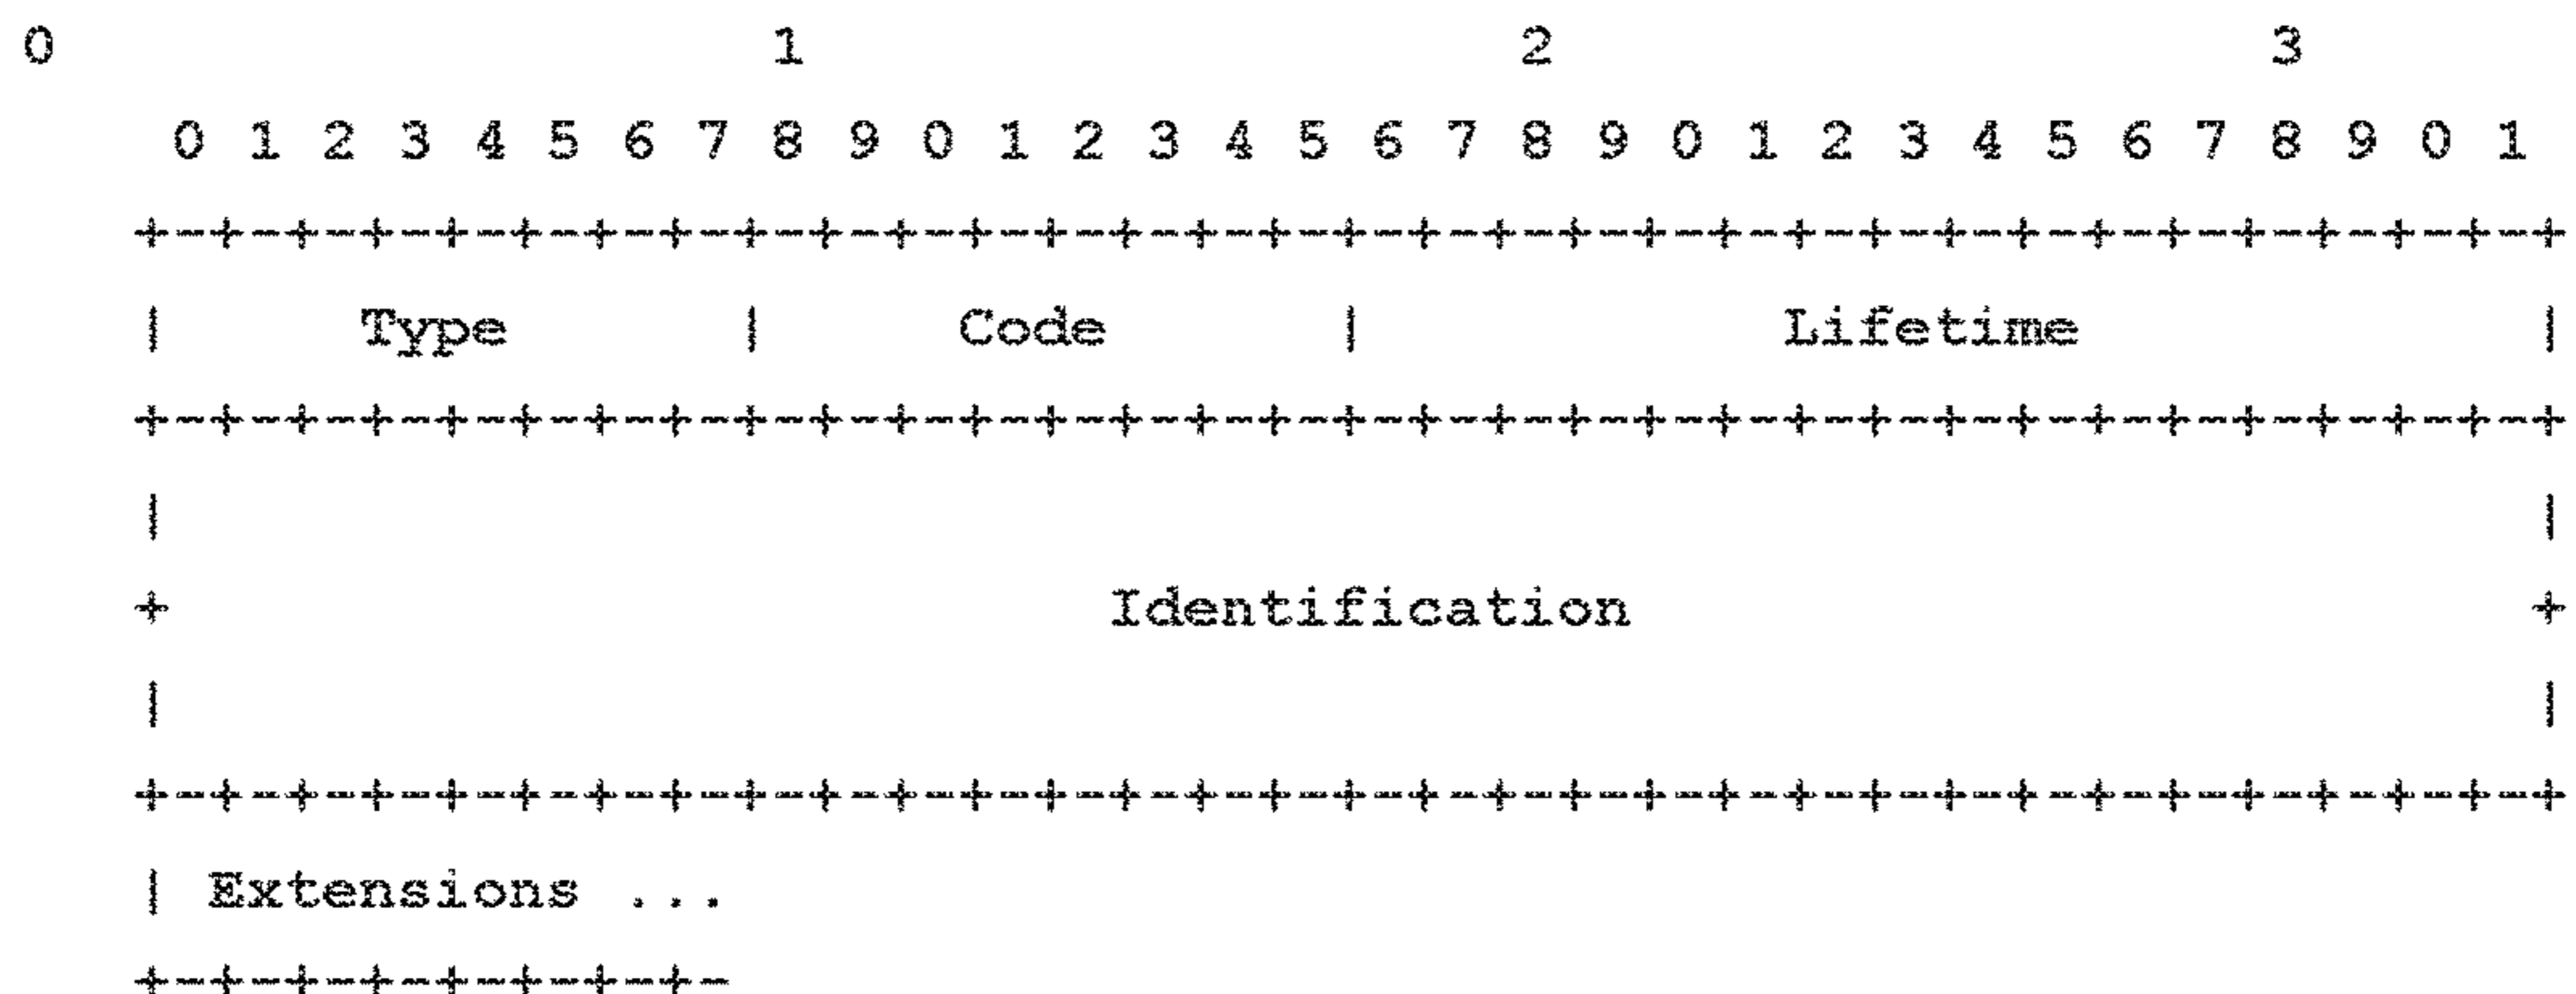 0                   1                   2                   3
    0 1 2 3 4 5 6 7 8 9 0 1 2 3 4 5 6 7 8 9 0 1 2 3 4 5 6 7 8 9 0 1
   +-+-+-+-+-+-+-+-+-+-+-+-+-+-+-+-+-+-+-+-+-+-+-+-+-+-+-+-+-+-+-+-+
   |     Type      |     Code      |           Lifetime            |
   +-+-+-+-+-+-+-+-+-+-+-+-+-+-+-+-+-+-+-+-+-+-+-+-+-+-+-+-+-+-+-+-+
   |                                                               |
   +                         Identification                        +
   |                                                               |
   +-+-+-+-+-+-+-+-+-+-+-+-+-+-+-+-+-+-+-+-+-+-+-+-+-+-+-+-+-+-+-+-+
   | Extensions ...
   +-+-+-+-+-+-+-+-